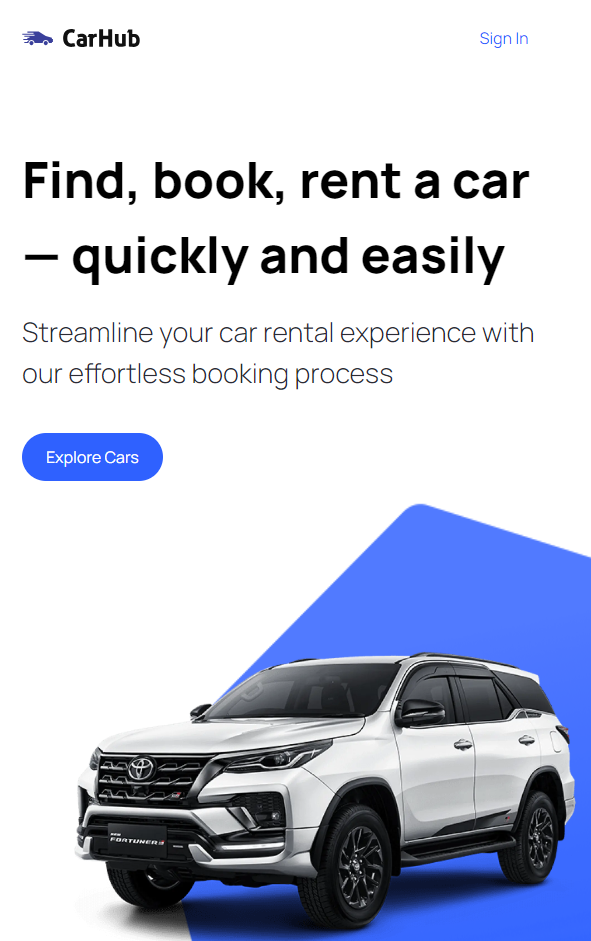 CarHub
Sign In
Find, book, rent a car
— quickly and easily
Streamline your car rental experience with
our effortless booking process
Explore Cars
FORTUNER